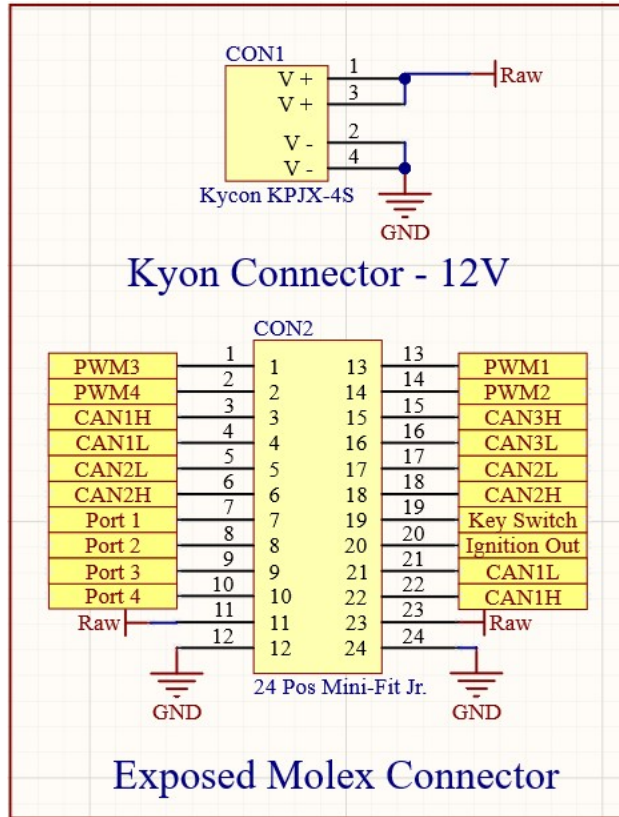 CON1
V + 1 Raw
V + 3
V - 2
V - 4
Kycon KPJX-4S
GND
Kyon Connector - 12V
CON2
PWM3 1 1 13 13 PWM1
PWM4 2 2 14 14 PWM2
CAN1H 3 3 15 15 CAN3H
CAN1L 4 4 16 16 CAN3L
CAN2L 5 5 17 17 CAN2L
CAN2H 6 6 18 18 CAN2H
Port 1 7 7 19 19 Key Switch
Port 2 8 8 20 20 Ignition Out
Port 3 9 9 21 21 CAN1L
Port 4 10 10 22 22 CAN1H
Raw 11 11 23 23 Raw
12 12 24 24
GND 24 Pos Mini-Fit Jr. GND
Exposed Molex Connector